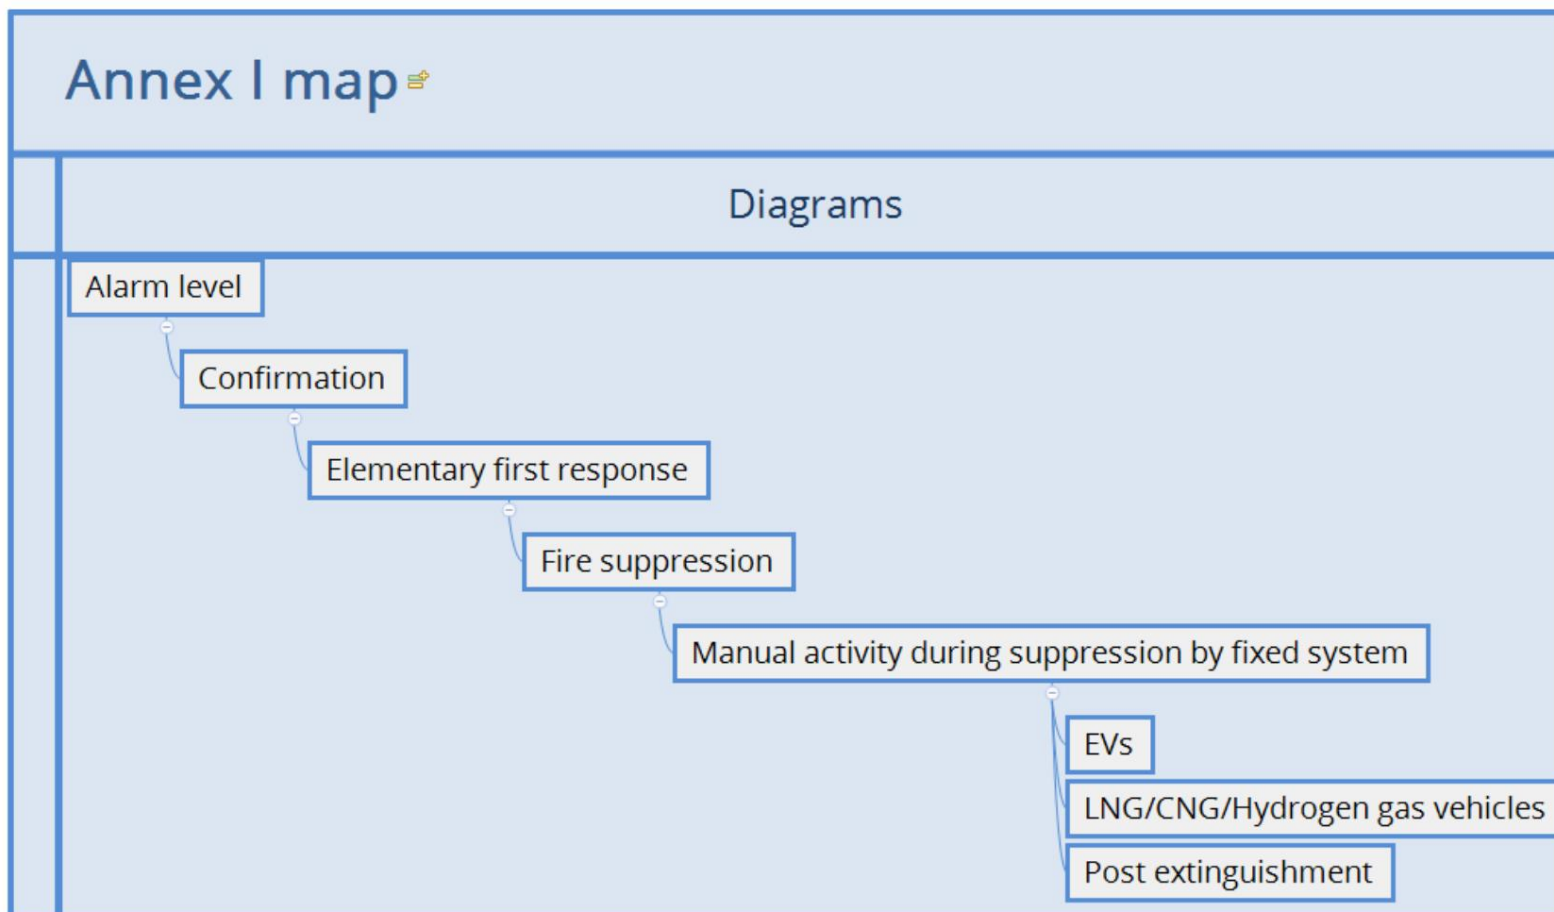 Annex I map
Diagrams
Alarm level
Confirmation
Elementary first response
Fire suppression
Manual activity during suppression by fixed system
EVs
LNG/CNG/Hydrogen gas vehicles
Post extinguishment